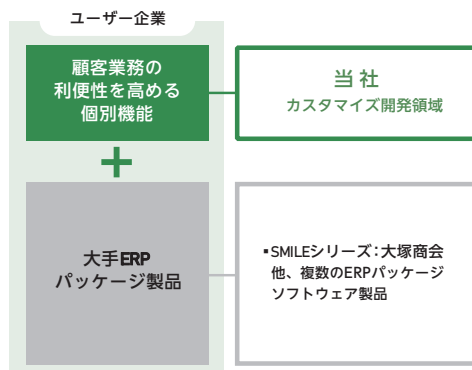 ユーザー企業
顧客業務の
利便性を高める
個別機能
当社
カスタマイズ開発領域
+
大手ERP
パッケージ製品
▪SMILEシリーズ：大塚商会
他、複数のERPパッケージ
ソフトウェア製品